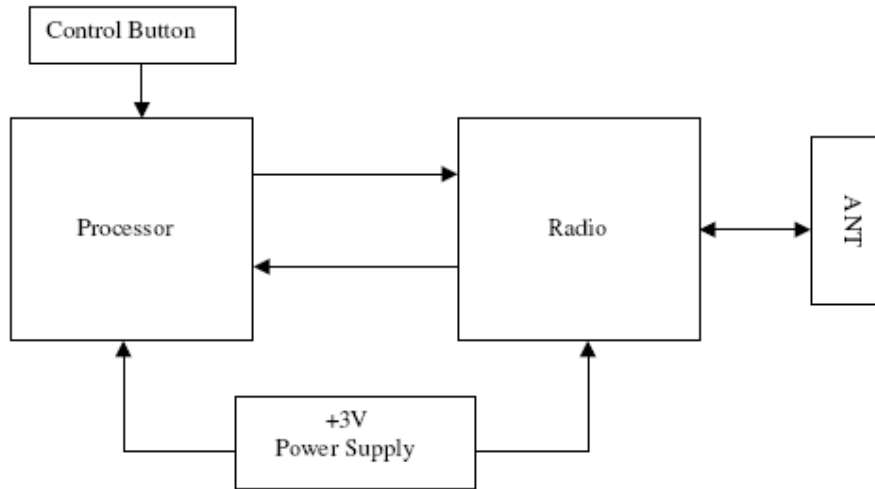 Control Button
Processor
Radio
ANT
+3V
Power Supply